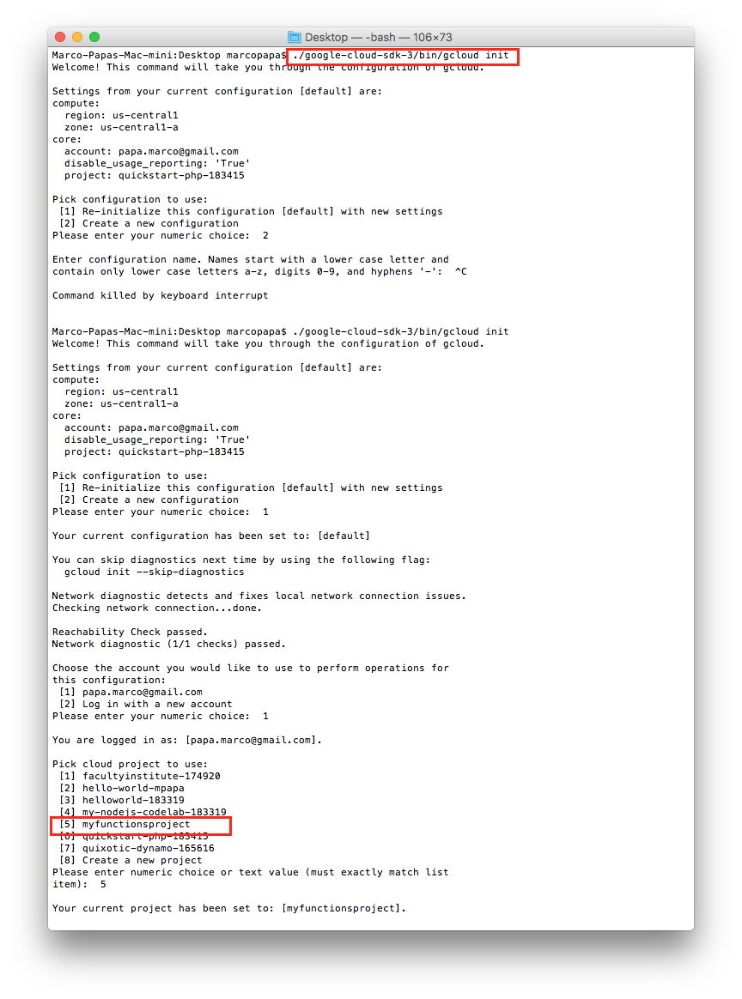 Desktop — -bash — 106×73
Marco-Papas-Mac-mini:Desktop marcopapa$ ./google-cloud-sdk-3/bin/gcloud init
Welcome! This command will take you through the configuration of gcloud.
Settings from your current configuration [default] are:
compute:
  region: us-central1
  zone: us-central1-a
core:
  account: papa.marco@gmail.com
  disable_usage_reporting: 'True'
  project: quickstart-php-183415
Pick configuration to use:
 [1] Re-initialize this configuration [default] with new settings
 [2] Create a new configuration
Please enter your numeric choice:  2
Enter configuration name. Names start with a lower case letter and
contain only lower case letters a-z, digits 0-9, and hyphens '-':  ^C
Command killed by keyboard interrupt
Marco-Papas-Mac-mini:Desktop marcopapa$ ./google-cloud-sdk-3/bin/gcloud init
Welcome! This command will take you through the configuration of gcloud.
Settings from your current configuration [default] are:
compute:
  region: us-central1
  zone: us-central1-a
core:
  account: papa.marco@gmail.com
  disable_usage_reporting: 'True'
  project: quickstart-php-183415
Pick configuration to use:
 [1] Re-initialize this configuration [default] with new settings
 [2] Create a new configuration
Please enter your numeric choice:  1
Your current configuration has been set to: [default]
You can skip diagnostics next time by using the following flag:
  gcloud init --skip-diagnostics
Network diagnostic detects and fixes local network connection issues.
Checking network connection...done.
Reachability Check passed.
Network diagnostic (1/1 checks) passed.
Choose the account you would like to use to perform operations for
this configuration:
 [1] papa.marco@gmail.com
 [2] Log in with a new account
Please enter your numeric choice:  1
You are logged in as: [papa.marco@gmail.com].
Pick cloud project to use:
 [1] facultyinstitute-174920
 [2] hello-world-mpapa
 [3] helloworld-183319
 [4] my-nodejs-codelab-183319
 [5] myfunctionsproject
 [6] quickstart-php-183415
 [7] quixotic-dynamo-165616
 [8] Create a new project
Please enter numeric choice or text value (must exactly match list
item):  5
Your current project has been set to: [myfunctionsproject].